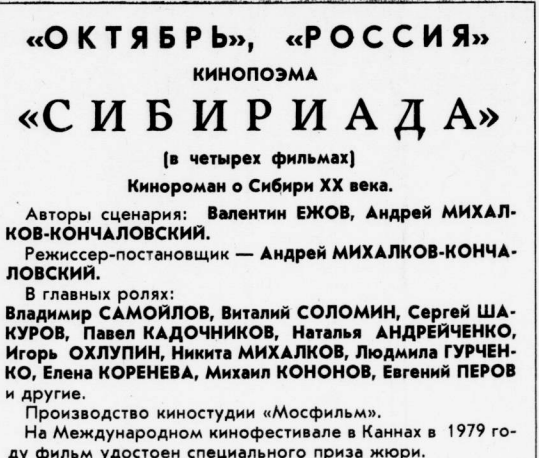 «ОКТЯБРЬ», «РОССИЯ»
КИНОПОЭМА
«СИБИРИАДА»
(в четырех фильмах)
Кинороман о Сибири XX века.
Авторы сценария: Валентин ЕЖОВ, Андрей МИХАЛ-
КОВ-КОНЧАЛОВСКИЙ.
Режиссер-постановщик — Андрей МИХАЛКОВ-КОНЧА-
ЛОВСКИЙ.
В главных ролях:
Владимир САМОЙЛОВ, Виталий СОЛОМИН, Сергей ША-
КУРОВ, Павел КАДОЧНИКОВ, Наталья АНДРЕЙЧЕНКО,
Игорь ОХЛУПИН, Никита МИХАЛКОВ, Людмила ГУРЧЕН-
КО, Елена КОРЕНЕВА, Михаил КОНОНОВ, Евгений ПЕРОВ
и другие.
Производство киностудии «Мосфильм».
На Международном кинофестивале в Каннах в 1979 го-
ду фильм удостоен специального приза жюри.